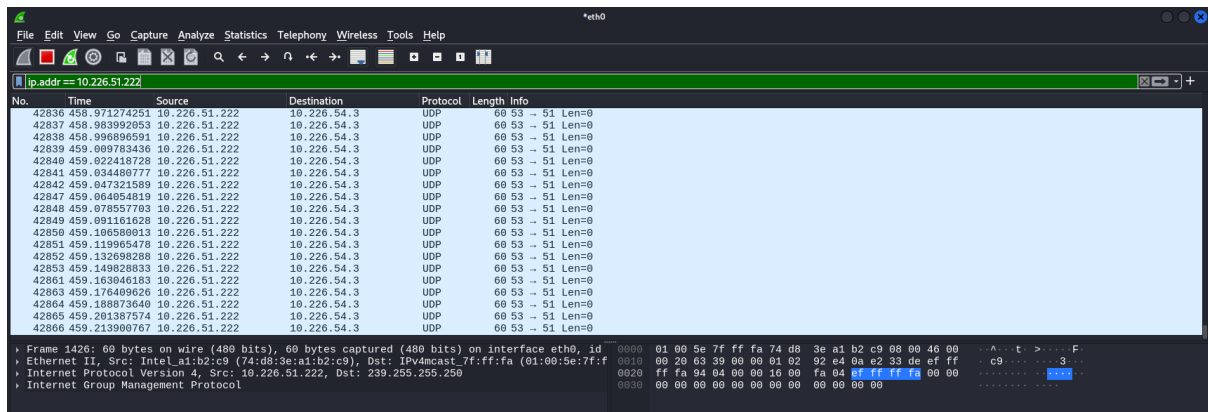 *eth0
File Edit View Go Capture Analyze Statistics Telephony Wireless Tools Help
ip.addr == 10.226.51.222
No. Time Source Destination Protocol Length Info
42836 458.971274251 10.226.51.222 10.226.54.3 UDP 60 53 → 51 Len=0
42837 458.983992053 10.226.51.222 10.226.54.3 UDP 60 53 → 51 Len=0
42838 458.996896591 10.226.51.222 10.226.54.3 UDP 60 53 → 51 Len=0
42839 459.009783436 10.226.51.222 10.226.54.3 UDP 60 53 → 51 Len=0
42840 459.022418728 10.226.51.222 10.226.54.3 UDP 60 53 → 51 Len=0
42841 459.034480777 10.226.51.222 10.226.54.3 UDP 60 53 → 51 Len=0
42842 459.047321589 10.226.51.222 10.226.54.3 UDP 60 53 → 51 Len=0
42847 459.064054819 10.226.51.222 10.226.54.3 UDP 60 53 → 51 Len=0
42848 459.078557703 10.226.51.222 10.226.54.3 UDP 60 53 → 51 Len=0
42849 459.091161628 10.226.51.222 10.226.54.3 UDP 60 53 → 51 Len=0
42850 459.106580013 10.226.51.222 10.226.54.3 UDP 60 53 → 51 Len=0
42851 459.119965478 10.226.51.222 10.226.54.3 UDP 60 53 → 51 Len=0
42852 459.132698288 10.226.51.222 10.226.54.3 UDP 60 53 → 51 Len=0
42853 459.149828833 10.226.51.222 10.226.54.3 UDP 60 53 → 51 Len=0
42861 459.163046183 10.226.51.222 10.226.54.3 UDP 60 53 → 51 Len=0
42863 459.176409626 10.226.51.222 10.226.54.3 UDP 60 53 → 51 Len=0
42864 459.188873640 10.226.51.222 10.226.54.3 UDP 60 53 → 51 Len=0
42865 459.201387574 10.226.51.222 10.226.54.3 UDP 60 53 → 51 Len=0
42866 459.213900767 10.226.51.222 10.226.54.3 UDP 60 53 → 51 Len=0
Frame 1426: 60 bytes on wire (480 bits), 60 bytes captured (480 bits) on interface eth0, id
Ethernet II, Src: Intel_a1:b2:c9 (74:d8:3e:a1:b2:c9), Dst: IPv4mcast_7f:ff:fa (01:00:5e:7f:f
Internet Protocol Version 4, Src: 10.226.51.222, Dst: 239.255.255.250
Internet Group Management Protocol
0000 01 00 5e 7f ff fa 74 d8 3e a1 b2 c9 08 00 46 00 ··^···t· >·····F·
0010 00 20 63 39 00 00 01 02 92 e4 0a e2 33 de ef ff · c9···· ····3···
0020 ff fa 94 04 00 00 16 00 fa 04 ef ff ff fa 00 00 ········ ········
0030 00 00 00 00 00 00 00 00 00 00 00 00 ········ ····